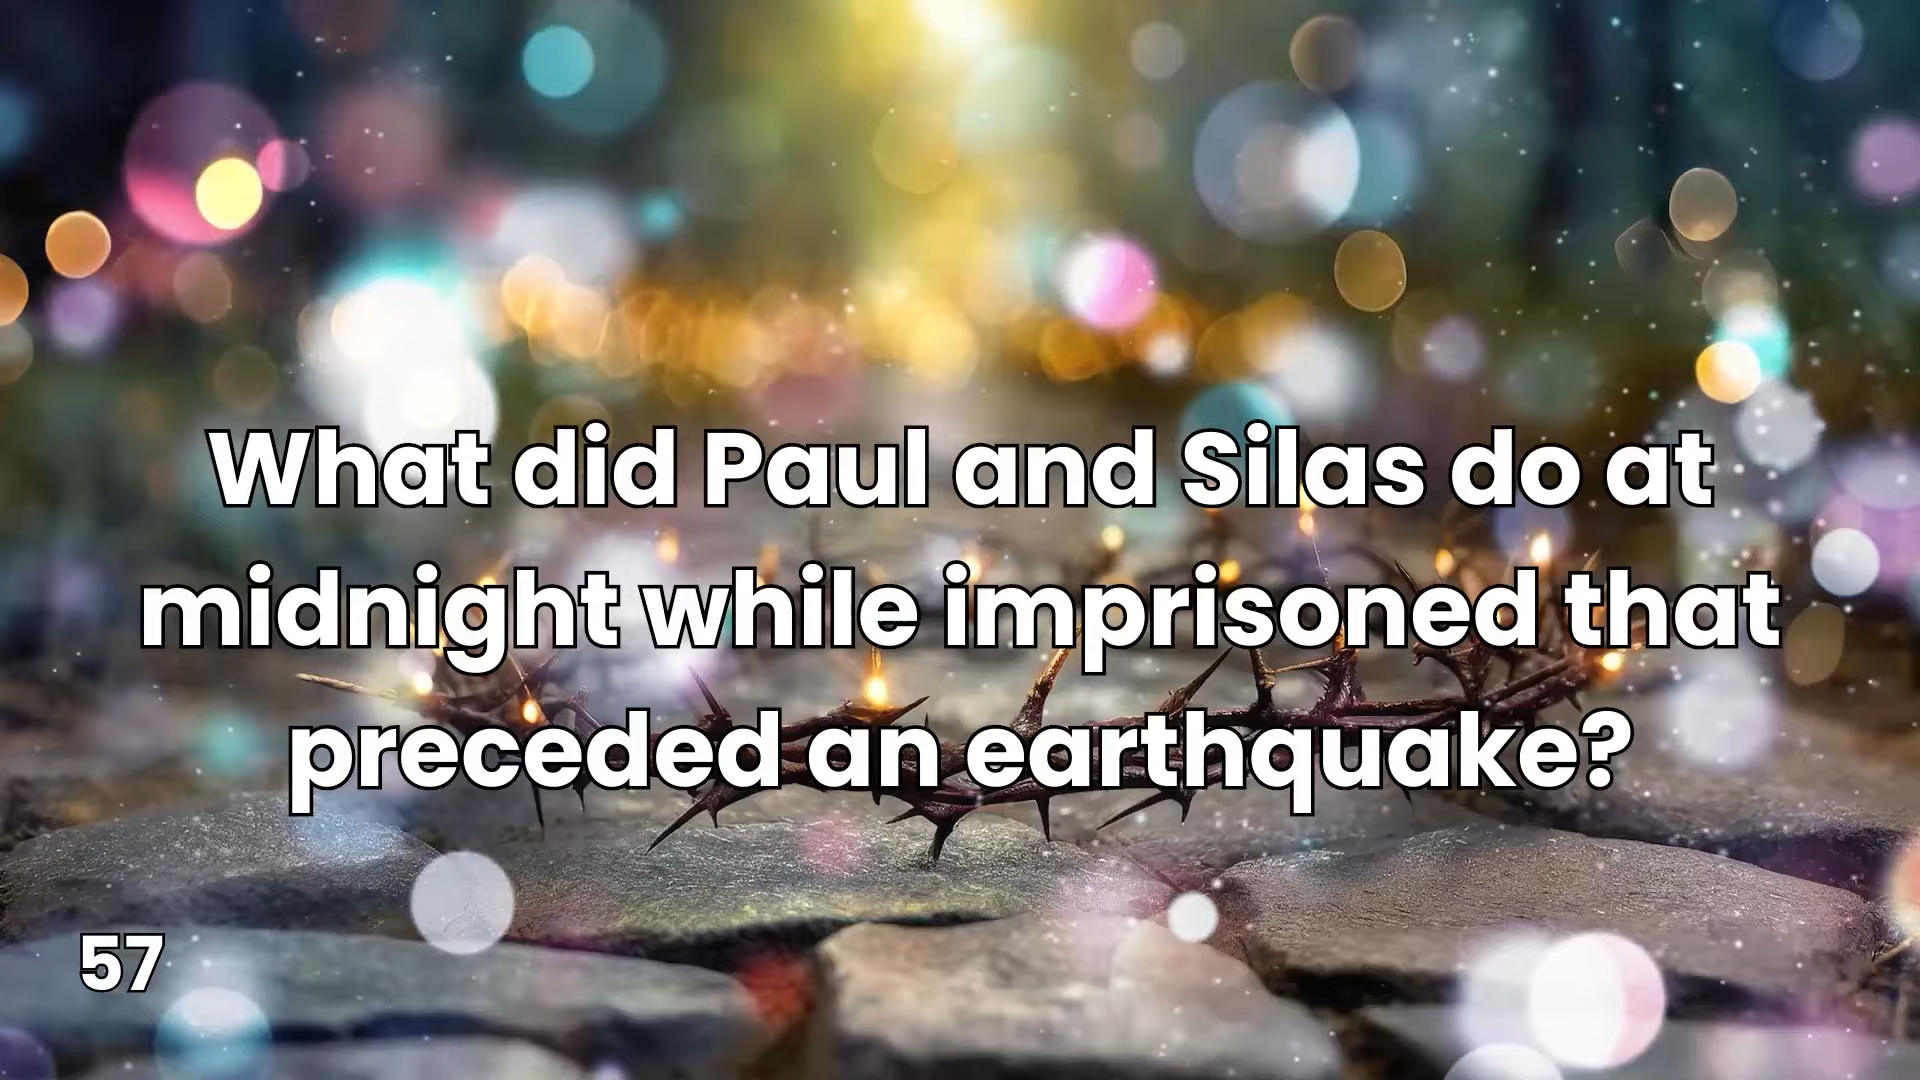 What did Paul and Silas do at
midnight while imprisoned that
preceded an earthquake?
57